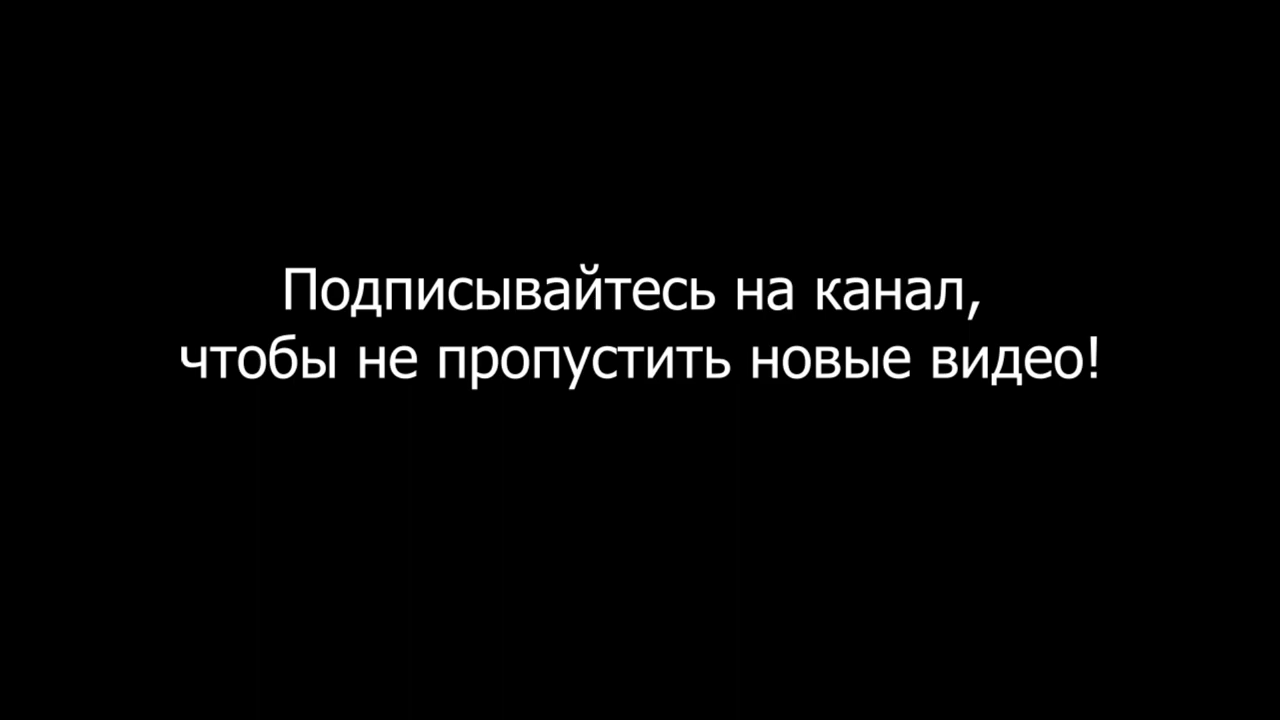 Подписывайтесь на канал,
чтобы не пропустить новые видео!